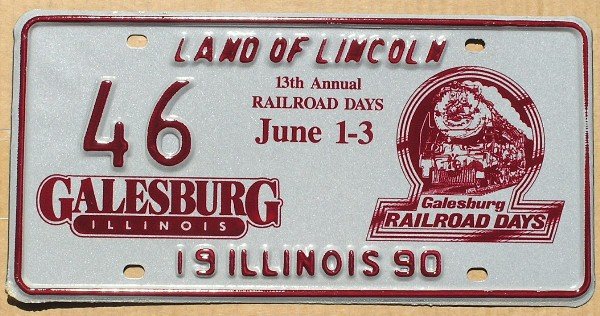 LAND OF LINCOLN
46
13th Annual
RAILROAD DAYS
June 1-3
GALESBURG
ILLINOIS
Galesburg
RAILROAD DAYS
19 ILLINOIS 90